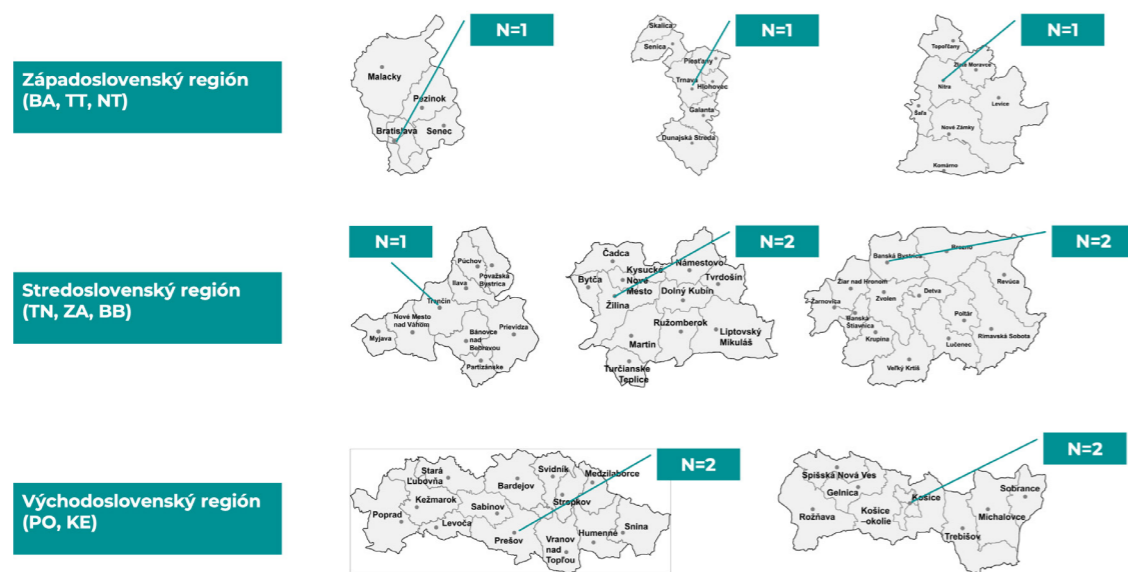 Západoslovenský región
(BA, TT, NT)
N=1
Malacky
Pezinok
Bratislava
Senec
N=1
Skalica
Senica
Piešťany
Trnava
Hlohovec
Galanta
Dunajská Streda
N=1
Topoľčany
Zlaté Moravce
Nitra
Levice
Šaľa
Nové Zámky
Komárno
Stredoslovenský región
(TN, ZA, BB)
N=1
Púchov
Považská
Bystrica
Ilava
Trenčín
Nové Mesto
nad Váhom
Myjava
Bánovce
nad
Bebravou
Prievidza
Partizánske
N=2
Čadca
Kysucké
Nové
Mesto
Bytča
Žilina
Námestovo
Tvrdošín
Dolný Kubín
Ružomberok
Martin
Liptovský
Mikuláš
Turčianske
Teplice
N=2
Banská Bystrica
Brezno
Žiar nad Hronom
Zvolen
Detva
Revúca
Žarnovica
Banská
Štiavnica
Krupina
Poltár
Lučenec
Rimavská Sobota
Veľký Krtíš
Východoslovenský región
(PO, KE)
N=2
Stará
Ľubovňa
Bardejov
Svidník
Medzilaborce
Stropkov
Kežmarok
Sabinov
Poprad
Levoča
Prešov
Vranov
nad
Topľou
Humenné
Snina
N=2
Spišská Nová Ves
Gelnica
Košice
Rožňava
Košice
-okolie
Trebišov
Michalovce
Sobrance